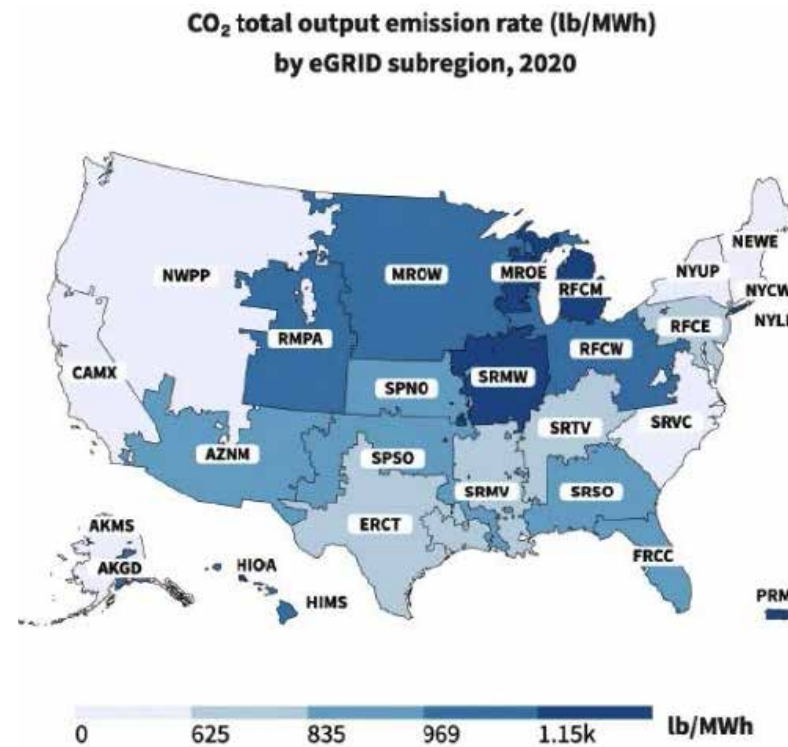 CO₂ total output emission rate (lb/MWh)
by eGRID subregion, 2020
NEWE
NWPP
MROW
MROE
NYUP
RFCM
NYCW
NYLI
RFCE
RMPA
RFCW
CAMX
SRMW
SPNO
SRVC
SRTV
AZNM
SPSO
SRMV
SRSO
ERCT
AKMS
FRCC
AKGD
HIOA
PRM
HIMS
0 625 835 969 1.15k lb/MWh